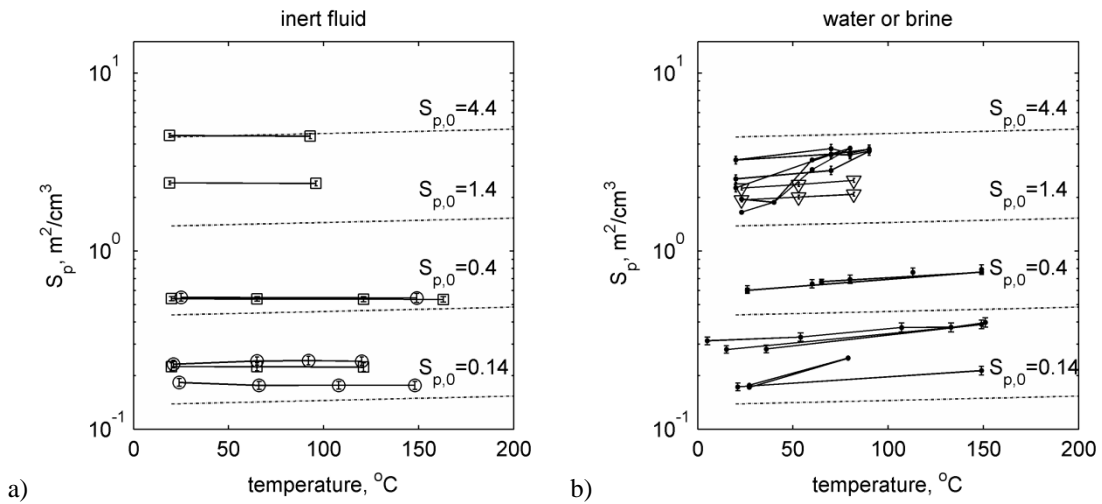 inert fluid
10^1
10^0
10^-1
S_p, m^2/cm^3
S_p,0=4.4
S_p,0=1.4
S_p,0=0.4
S_p,0=0.14
0 50 100 150 200
temperature, °C
a)
water or brine
10^1
10^0
10^-1
S_p, m^2/cm^3
S_p,0=4.4
S_p,0=1.4
S_p,0=0.4
S_p,0=0.14
0 50 100 150 200
temperature, °C
b)